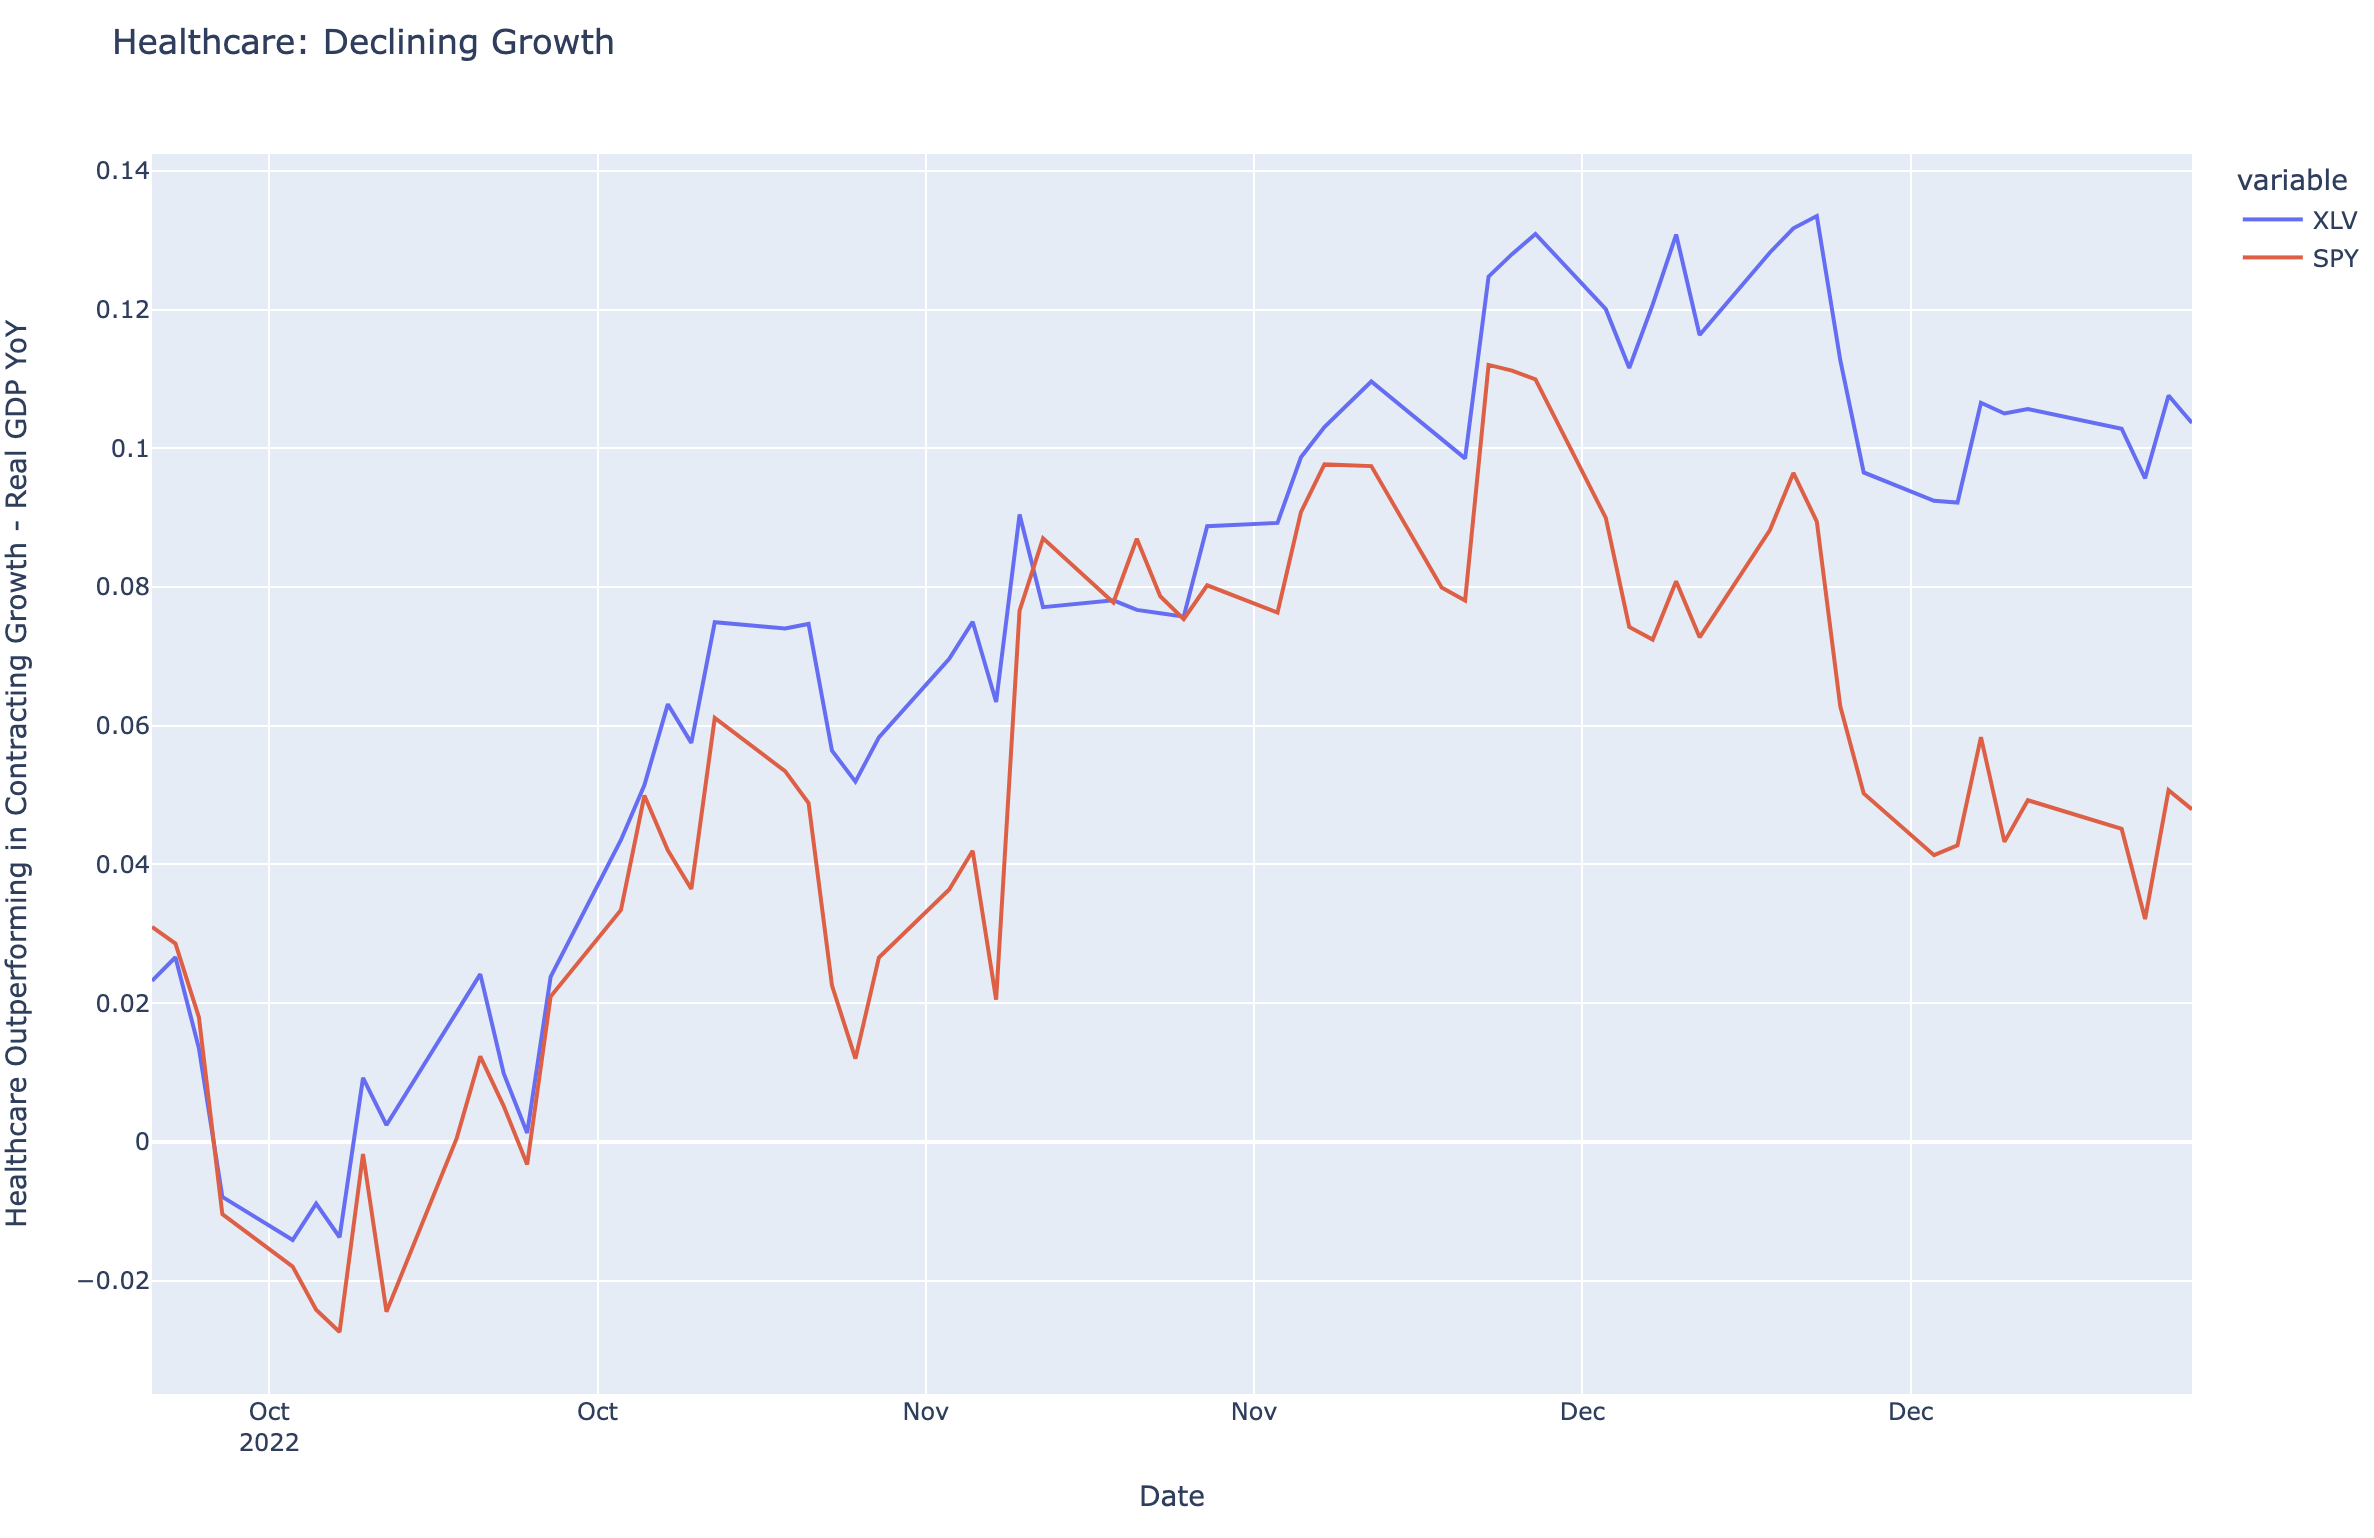 Healthcare: Declining Growth
Healthcare Outperforming in Contracting Growth - Real GDP YoY
0.14
0.12
0.1
0.08
0.06
0.04
0.02
0
−0.02
Oct
2022
Oct
Nov
Nov
Dec
Dec
Date
variable
XLV
SPY